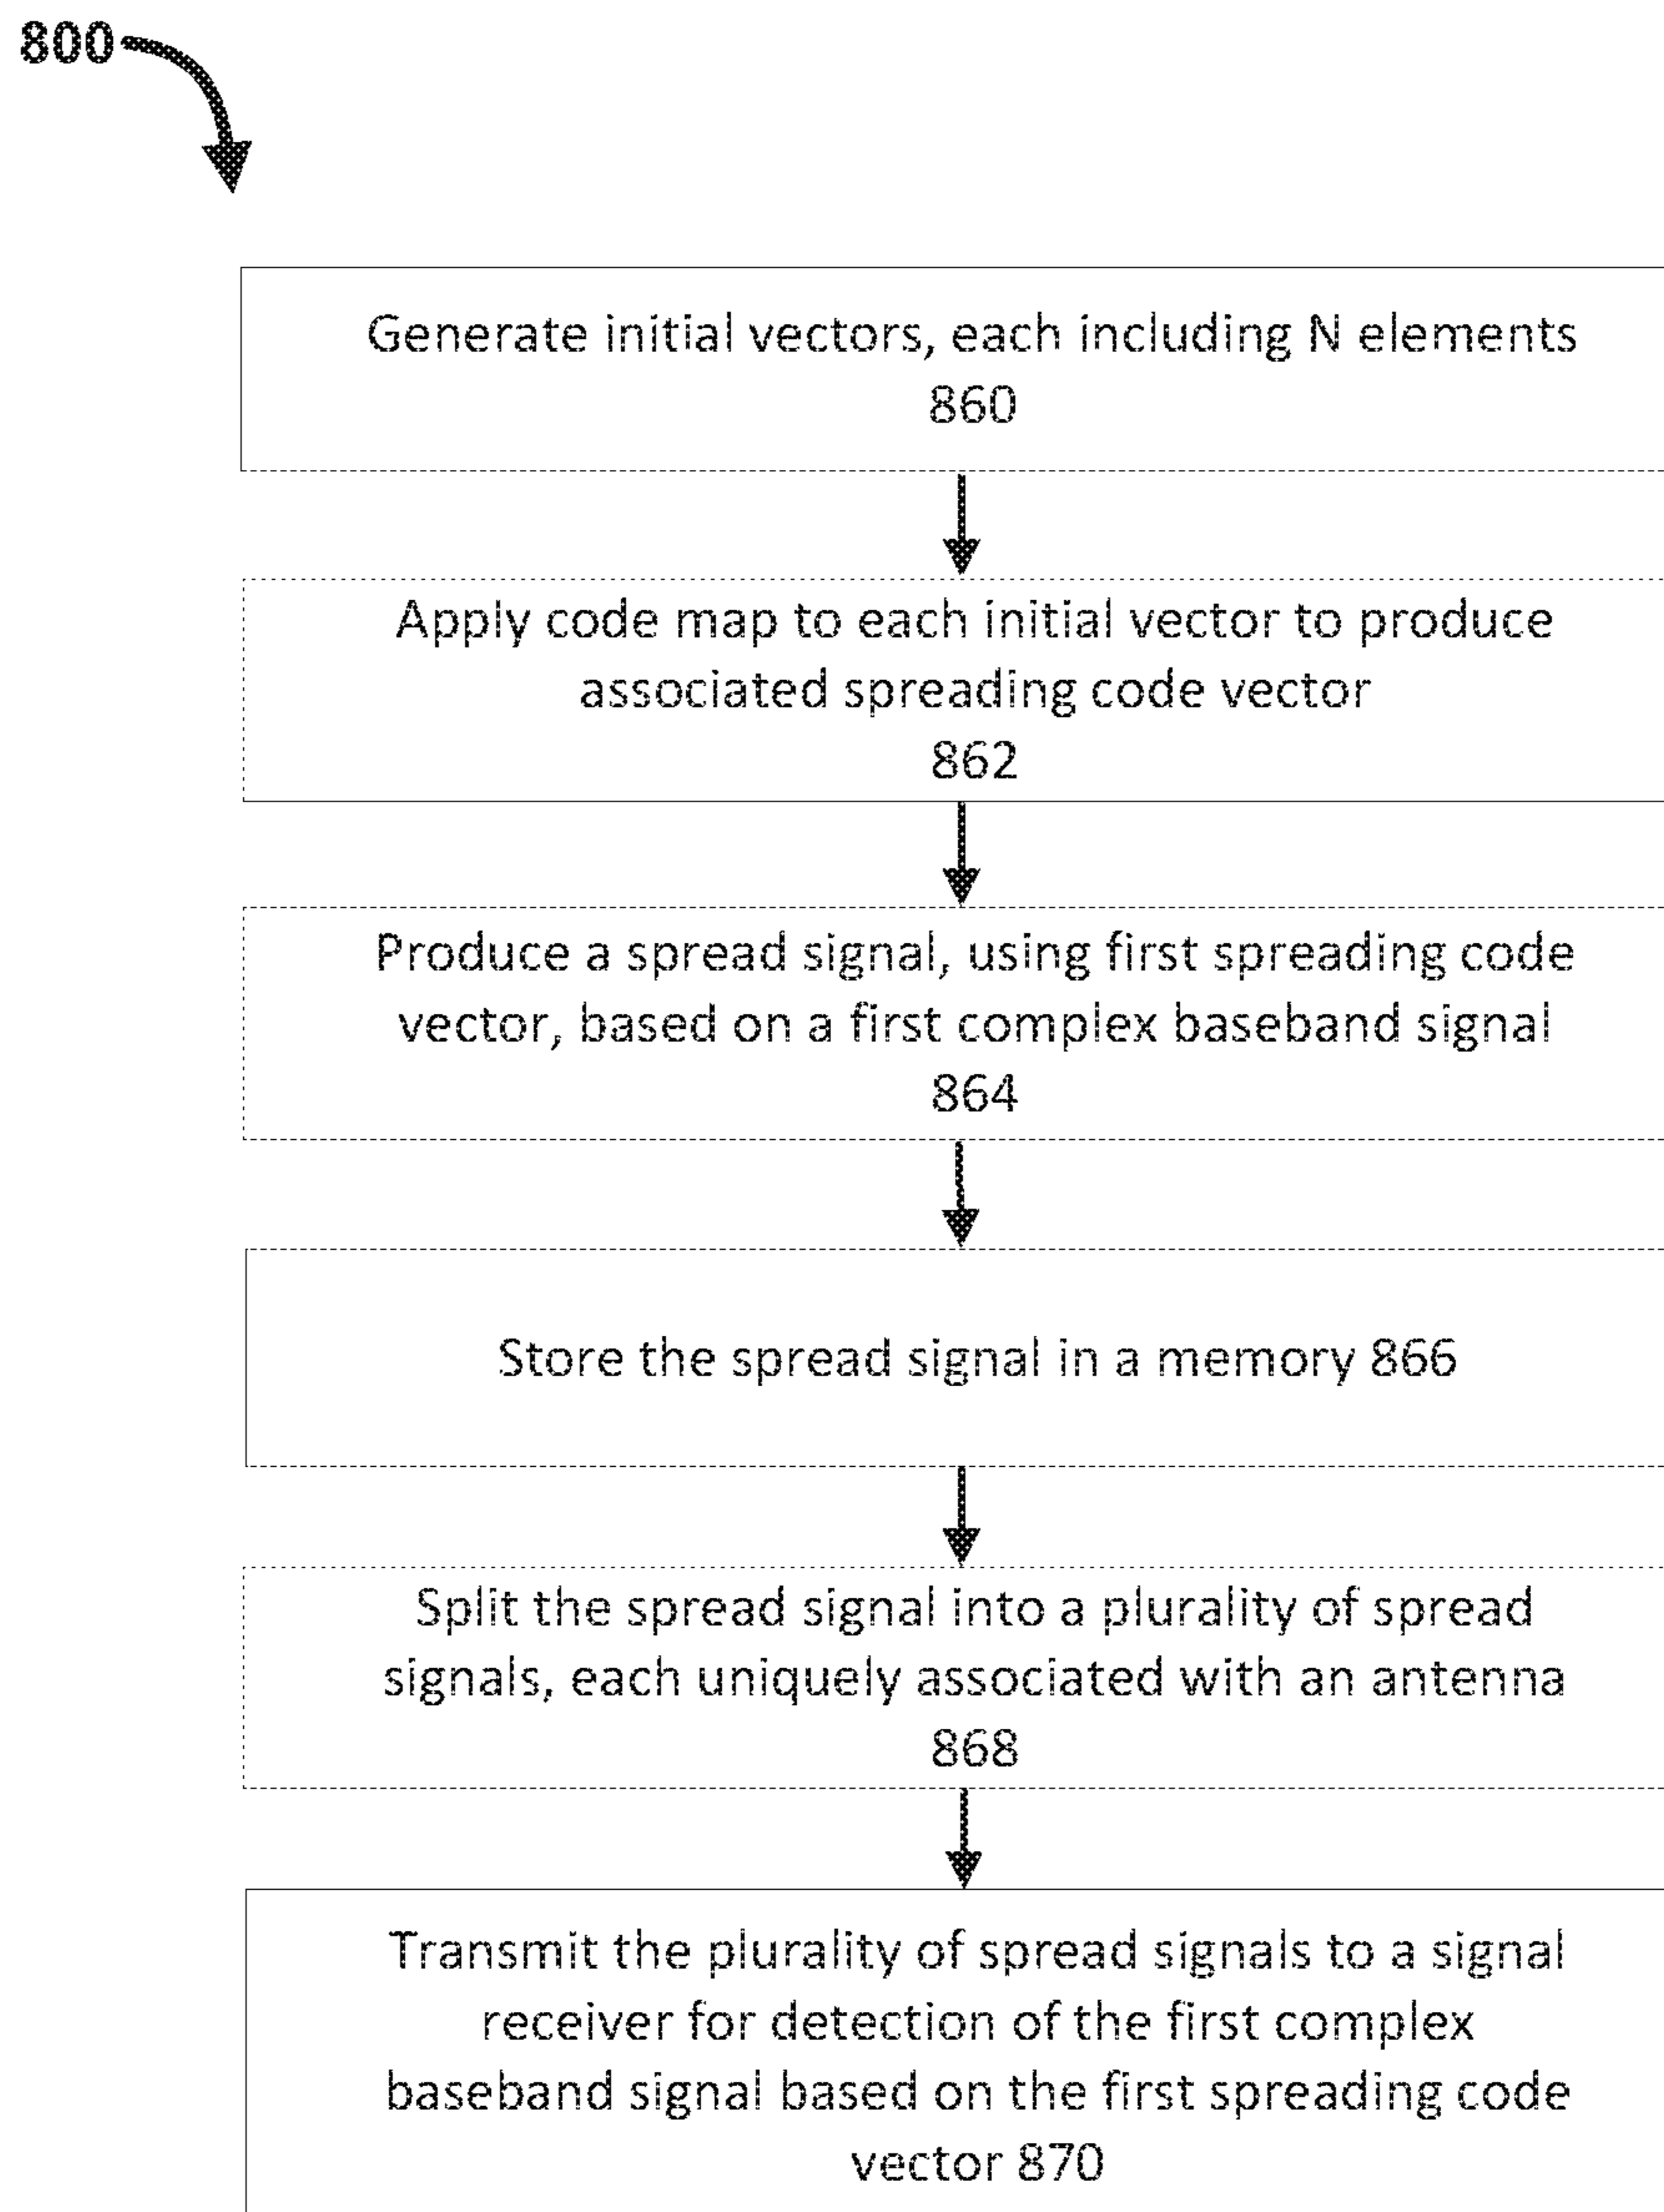 800
Generate initial vectors, each including N elements
860
Apply code map to each initial vector to produce
associated spreading code vector
862
Produce a spread signal, using first spreading code
vector, based on a first complex baseband signal
864
Store the spread signal in a memory 866
Split the spread signal into a plurality of spread
signals, each uniquely associated with an antenna
868
Transmit the plurality of spread signals to a signal
receiver for detection of the first complex
baseband signal based on the first spreading code
vector 870